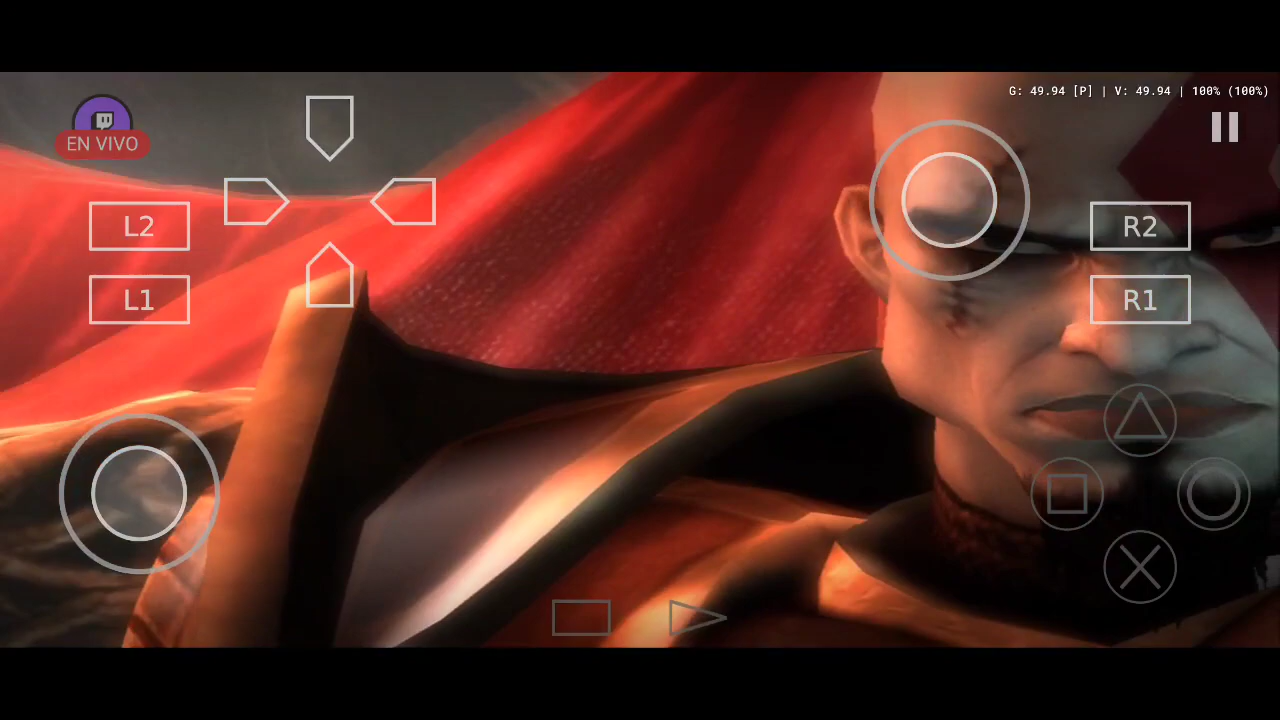 G: 49.94 [P] | V: 49.94 | 100% (100%)
EN VIVO
L2
R2
L1
R1